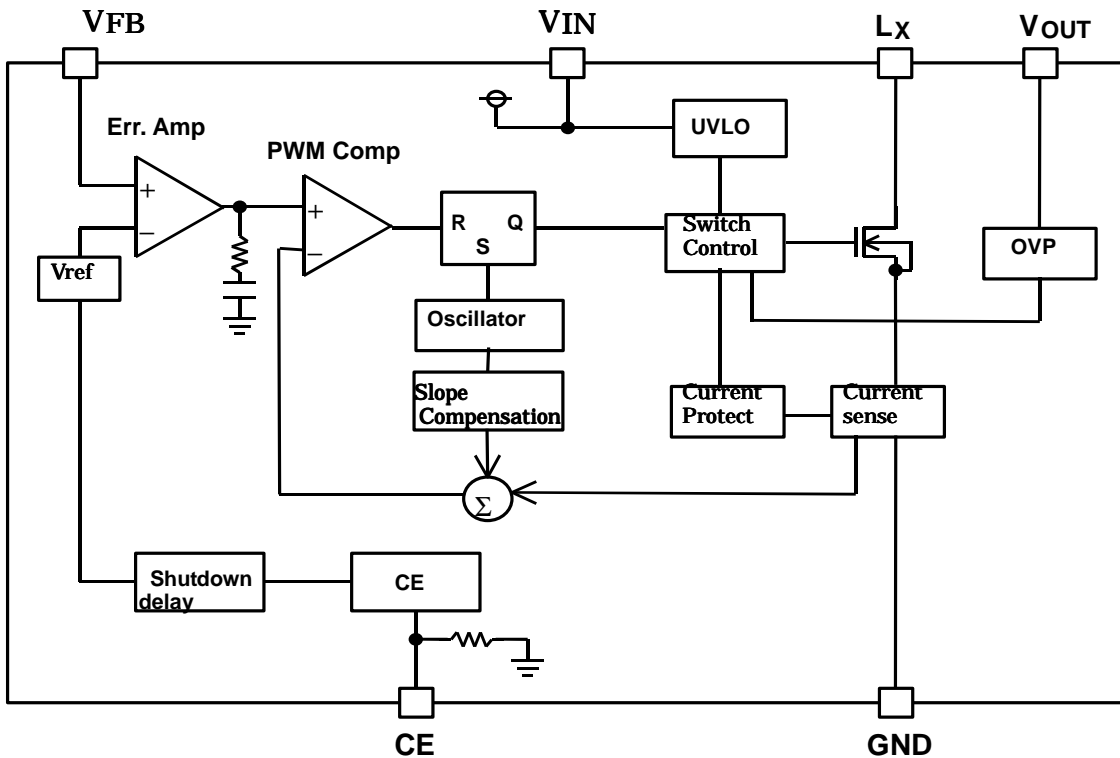 VFB
VIN
LX
VOUT
Err. Amp
PWM Comp
UVLO
+
−
+
−
R
S
Q
Switch
Control
OVP
Vref
Oscillator
Slope
Compensation
Current
Protect
Current
sense
Σ
Shutdown
delay
CE
CE
GND